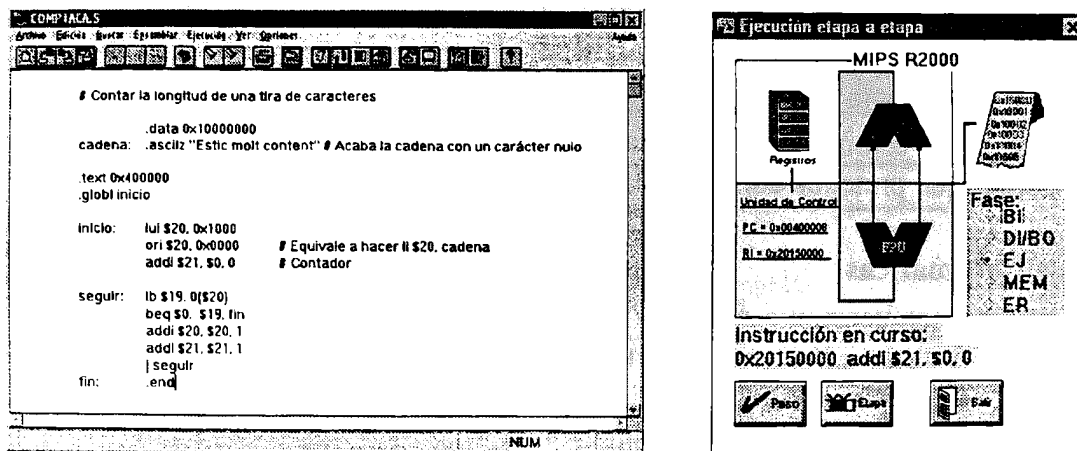 COMPTACA.S
Archivo Edición Buscar Ensamblar Ejecución Ver Opciones Ayuda
# Contar la longitud de una tira de caracteres
.data 0x10000000
cadena: .asciiz "Estic molt content" # Acaba la cadena con un carácter nulo
.text 0x400000
.globl inicio
inicio: lui $20, 0x1000
ori $20, 0x0000 # Equivale a hacer li $20, cadena
addi $21, $0, 0 # Contador
seguir: lb $19, 0($20)
beq $0, $19, fin
addi $20, $20, 1
addi $21, $21, 1
j seguir
fin: .end
NUM
Ejecución etapa a etapa
MIPS R2000
Registros
Unidad de Control
PC = 0x00400008
RI = 0x20150000
Fase:
BI
DI/BO
EJ
MEM
ER
Instrucción en curso:
0x20150000 addi $21, $0, 0
Paso Etapa Salir